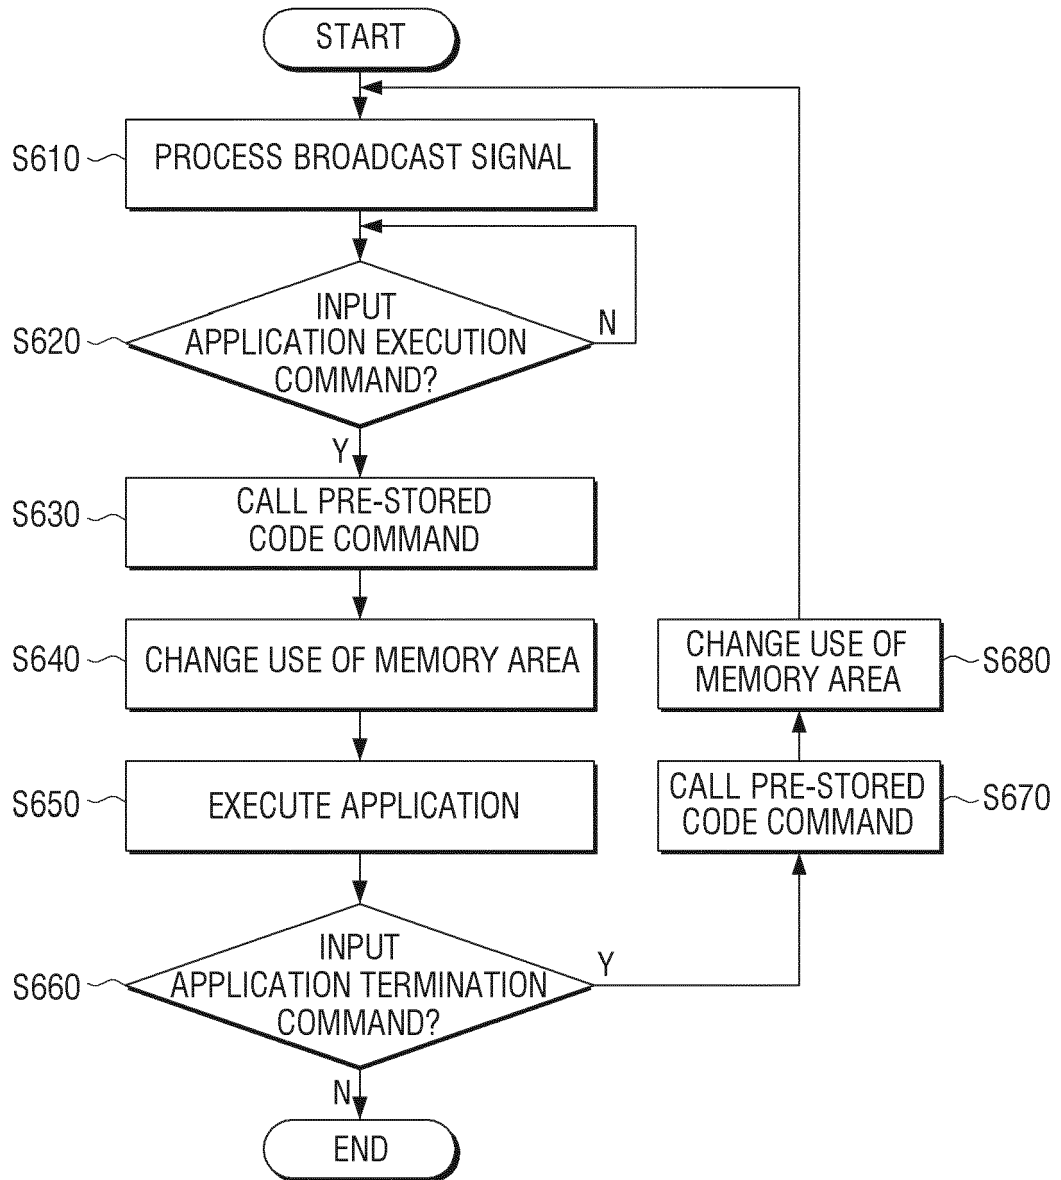 START
S610
PROCESS BROADCAST SIGNAL
S620
INPUT
APPLICATION EXECUTION
COMMAND?
N
Y
S630
CALL PRE-STORED
CODE COMMAND
S640
CHANGE USE OF MEMORY AREA
CHANGE USE OF
MEMORY AREA
S680
S650
EXECUTE APPLICATION
CALL PRE-STORED
CODE COMMAND
S670
S660
INPUT
APPLICATION TERMINATION
COMMAND?
Y
N
END